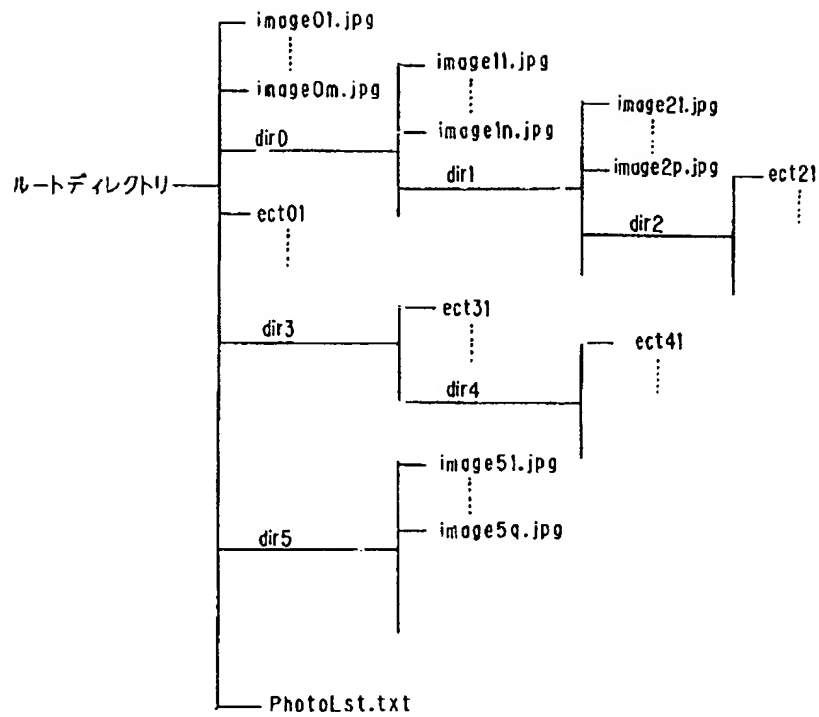 image01.jpg
image0m.jpg
image11.jpg
image1n.jpg
image21.jpg
image2p.jpg
dir0
dir1
ect21
dir2
ルートディレクトリ
ect01
ect31
dir3
ect41
dir4
image51.jpg
image5q.jpg
dir5
PhotoLst.txt